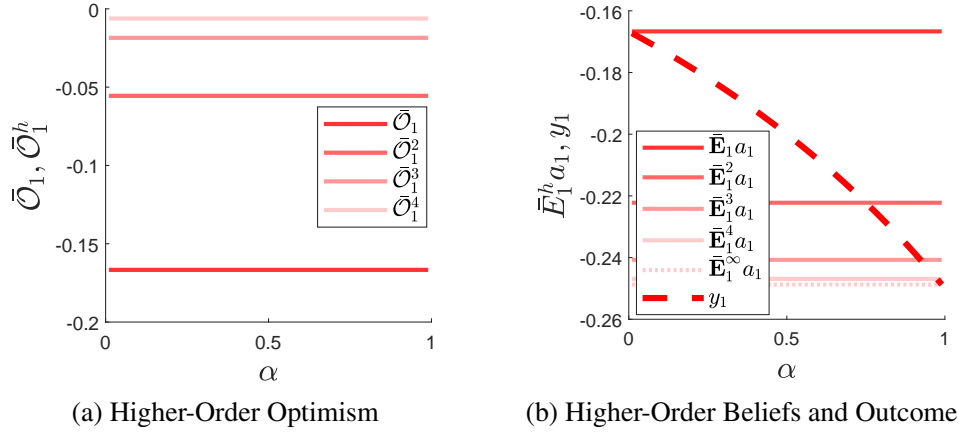 0
-0.05
-0.1
-0.15
-0.2
0
0.5
1
α
𝒪̄₁, 𝒪̄₁ʰ
𝒪̄₁
𝒪̄₁²
𝒪̄₁³
𝒪̄₁⁴
(a) Higher-Order Optimism
-0.16
-0.18
-0.2
-0.22
-0.24
-0.26
0
0.5
1
α
Ē₁ʰa₁, y₁
Ē₁a₁
Ē₁²a₁
Ē₁³a₁
Ē₁⁴a₁
Ē₁^∞a₁
y₁
(b) Higher-Order Beliefs and Outcome